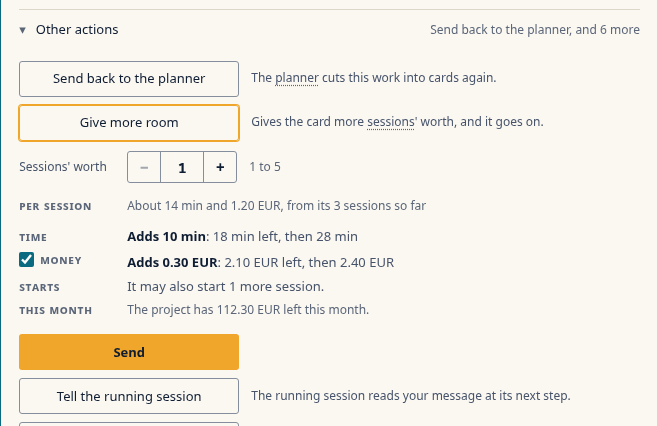 ▾ Other actions Send back to the planner, and 6 more
Send back to the planner The planner cuts this work into cards again.
Give more room Gives the card more sessions' worth, and it goes on.
Sessions' worth − 1 + 1 to 5
PER SESSION About 14 min and 1.20 EUR, from its 3 sessions so far
TIME Adds 10 min: 18 min left, then 28 min
MONEY Adds 0.30 EUR: 2.10 EUR left, then 2.40 EUR
STARTS It may also start 1 more session.
THIS MONTH The project has 112.30 EUR left this month.
Send
Tell the running session The running session reads your message at its next step.